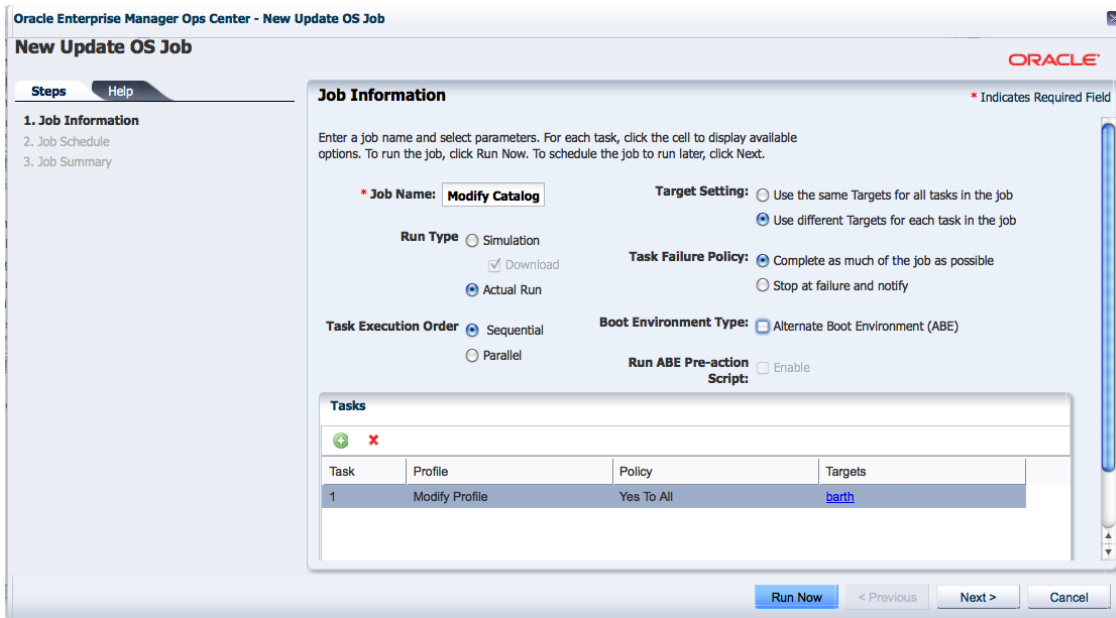 Oracle Enterprise Manager Ops Center - New Update OS Job
New Update OS Job
ORACLE
Steps
Help
1. Job Information
2. Job Schedule
3. Job Summary
Job Information
* Indicates Required Field
Enter a job name and select parameters. For each task, click the cell to display available
options. To run the job, click Run Now. To schedule the job to run later, click Next.
* Job Name: Modify Catalog
Run Type Simulation
Download
Actual Run
Task Execution Order Sequential
Parallel
Target Setting: Use the same Targets for all tasks in the job
Use different Targets for each task in the job
Task Failure Policy: Complete as much of the job as possible
Stop at failure and notify
Boot Environment Type: Alternate Boot Environment (ABE)
Run ABE Pre-action Enable
Script:
Tasks
Task Profile Policy Targets
1 Modify Profile Yes To All barth
Run Now < Previous Next > Cancel